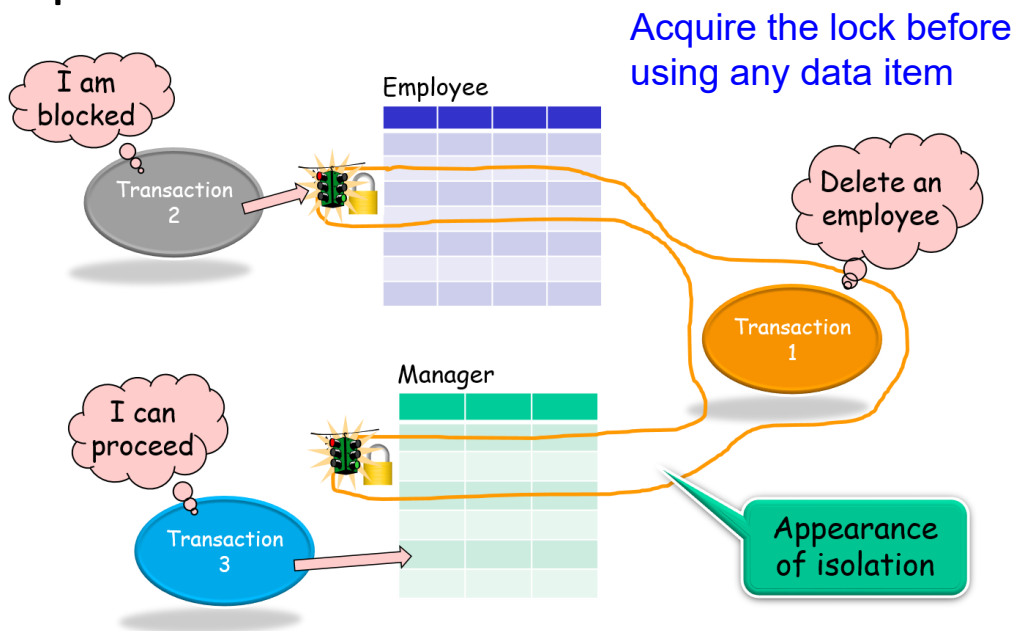 Acquire the lock before
using any data item
I am
blocked
Employee
Transaction
2
Delete an
employee
Transaction
1
Manager
I can
proceed
Transaction
3
Appearance
of isolation